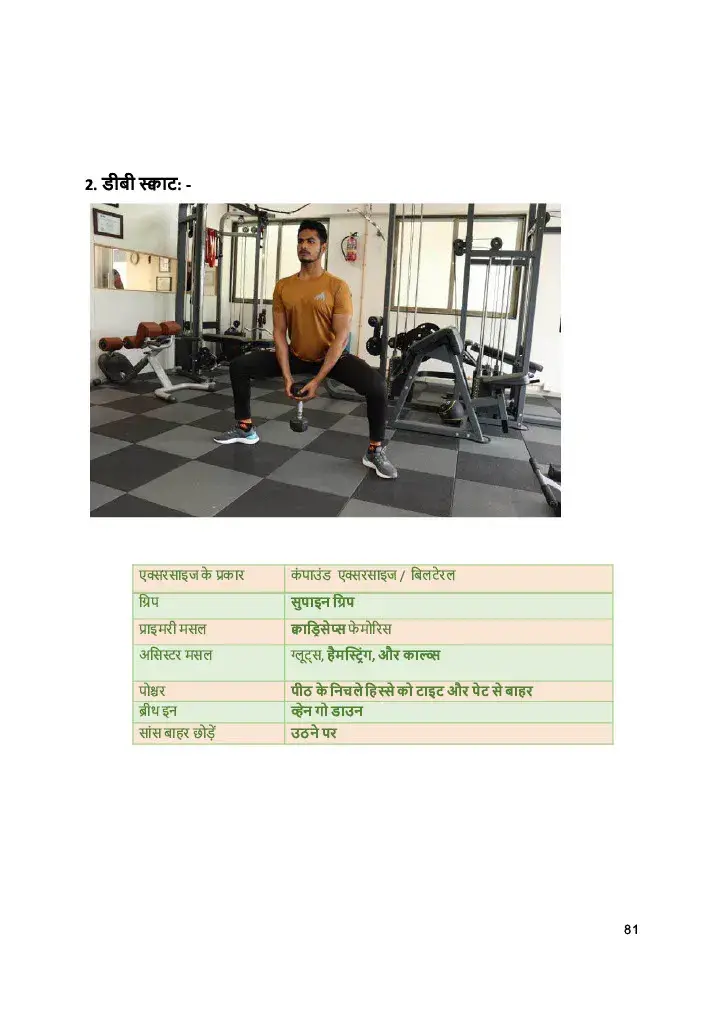 2. डीबी स्क्वाट: -
एक्सरसाइज के प्रकार कंपाउंड एक्सरसाइज / बिलटेरल
ग्रिप सुपाइन ग्रिप
प्राइमरी मसल क्वाड्रिसेप्स फेमोरिस
असिस्टर मसल ग्लूट्स, हैमस्ट्रिंग, और काल्व्स
पोश्चर पीठ के निचले हिस्से को टाइट और पेट से बाहर
ब्रीथ इन व्हेन गो डाउन
सांस बाहर छोड़ें उठने पर
81